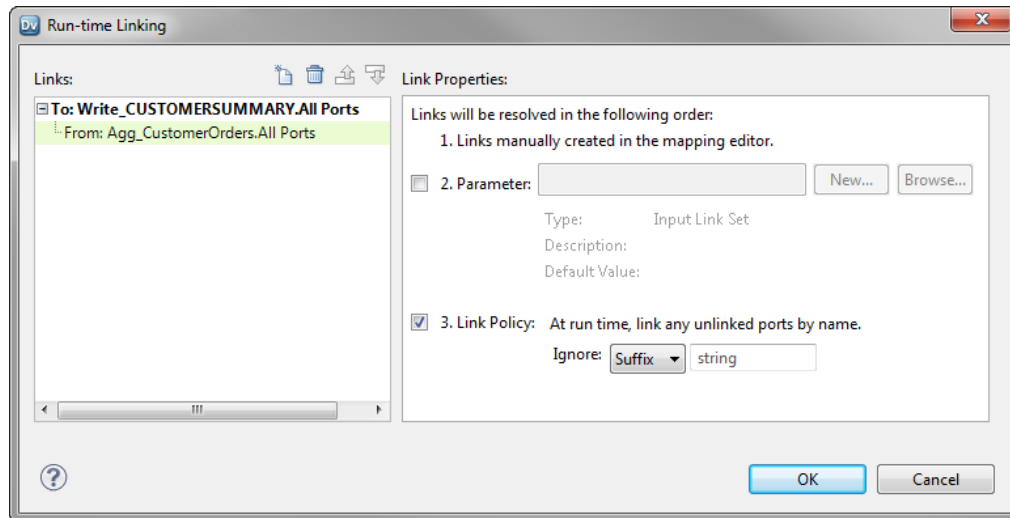 Dv Run-time Linking
Links:
To: Write_CUSTOMERSUMMARY.All Ports
From: Agg_CustomerOrders.All Ports
Link Properties:
Links will be resolved in the following order:
1. Links manually created in the mapping editor.
2. Parameter: New... Browse...
Type: Input Link Set
Description:
Default Value:
3. Link Policy: At run time, link any unlinked ports by name.
Ignore: Suffix string
? OK Cancel